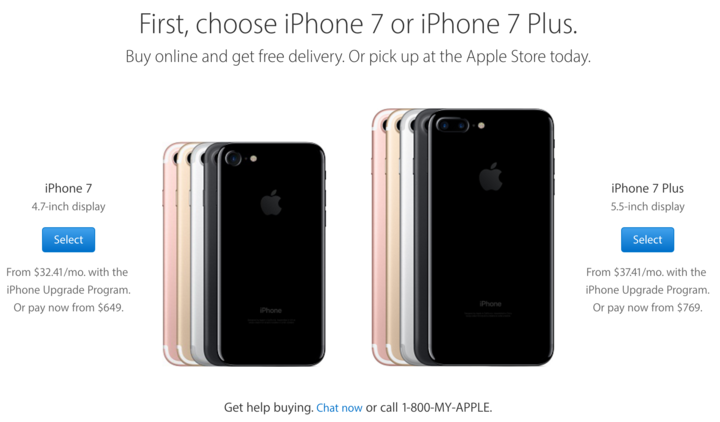 First, choose iPhone 7 or iPhone 7 Plus.
Buy online and get free delivery. Or pick up at the Apple Store today.
iPhone 7
4.7-inch display
Select
From $32.41/mo. with the
iPhone Upgrade Program.
Or pay now from $649.
iPhone
iPhone
iPhone 7 Plus
5.5-inch display
Select
From $37.41/mo. with the
iPhone Upgrade Program.
Or pay now from $769.
Get help buying. Chat now or call 1-800-MY-APPLE.